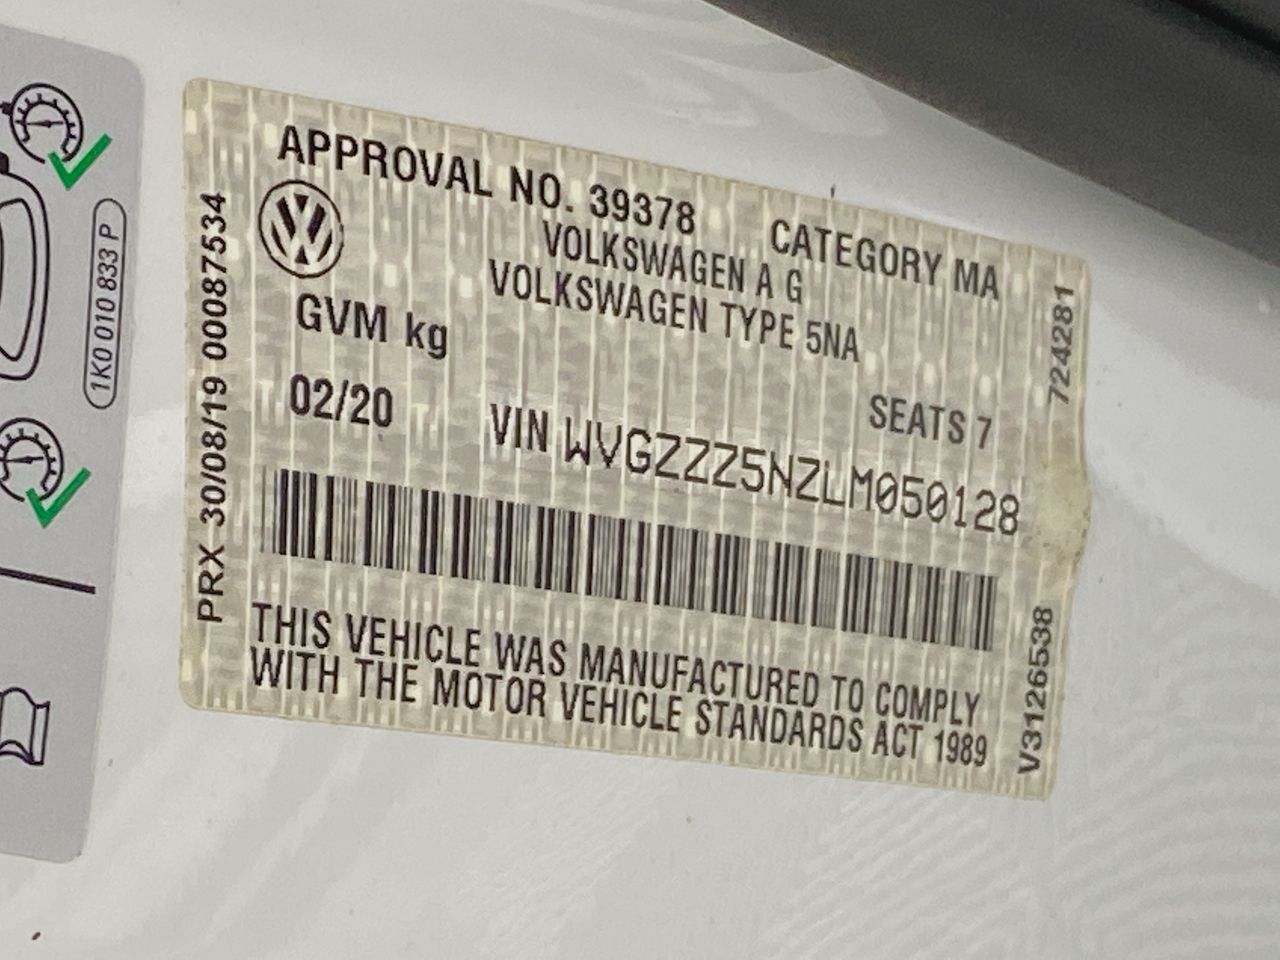 1K0 010 833 P
PRX 30/08/19 00087534
APPROVAL NO. 39378 CATEGORY MA
VOLKSWAGEN A G
VOLKSWAGEN TYPE 5NA
GVM kg
SEATS 7
02/20 VIN WVGZZZ5NZLM050128
THIS VEHICLE WAS MANUFACTURED TO COMPLY
WITH THE MOTOR VEHICLE STANDARDS ACT 1989
724281
V3126538